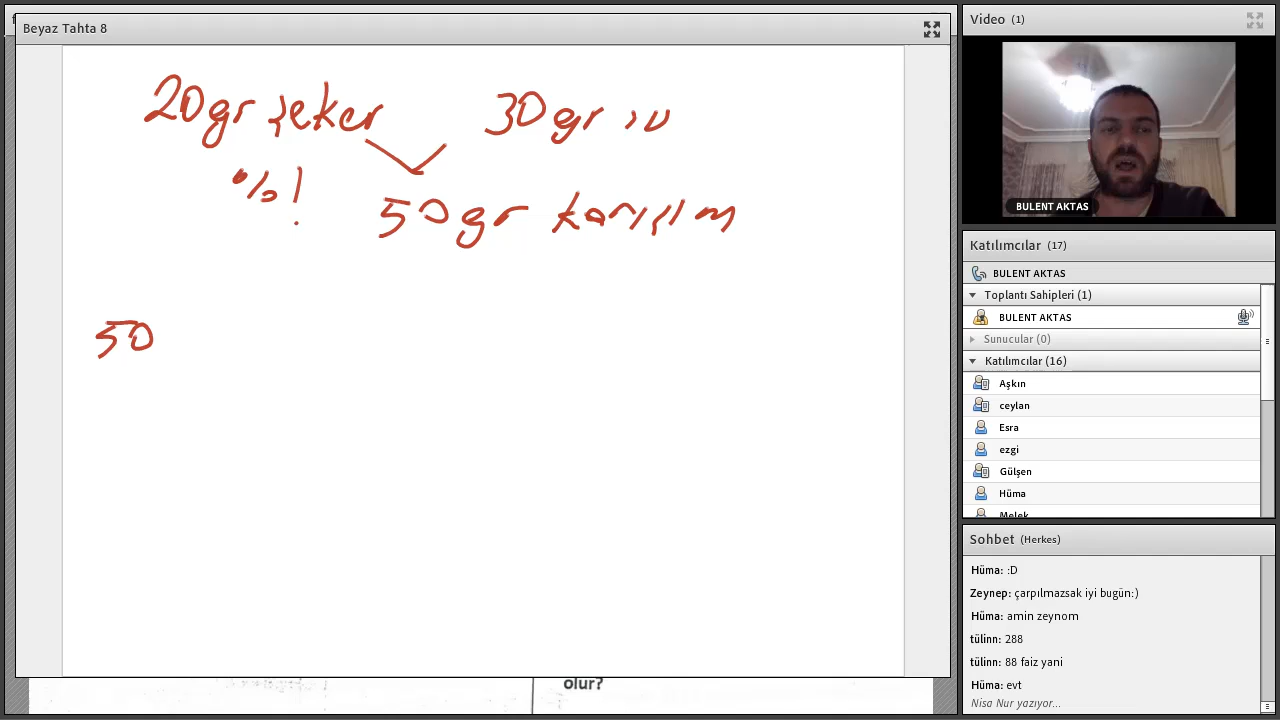 Beyaz Tahta 8
20gr şeker 30gr su
%!
50gr karışım
50
olur?
Video (1)
BULENT AKTAS
Katılımcılar (17)
BULENT AKTAS
Toplantı Sahipleri (1)
BULENT AKTAS
Sunucular (0)
Katılımcılar (16)
Aşkın
ceylan
Esra
ezgi
Gülşen
Hüma
Melek
Sohbet (Herkes)
Hüma: :D
Zeynep: çarpılmazsak iyi bugün:)
Hüma: amin zeynom
tülinn: 288
tülinn: 88 faiz yani
Hüma: evt
Nisa Nur yazıyor...